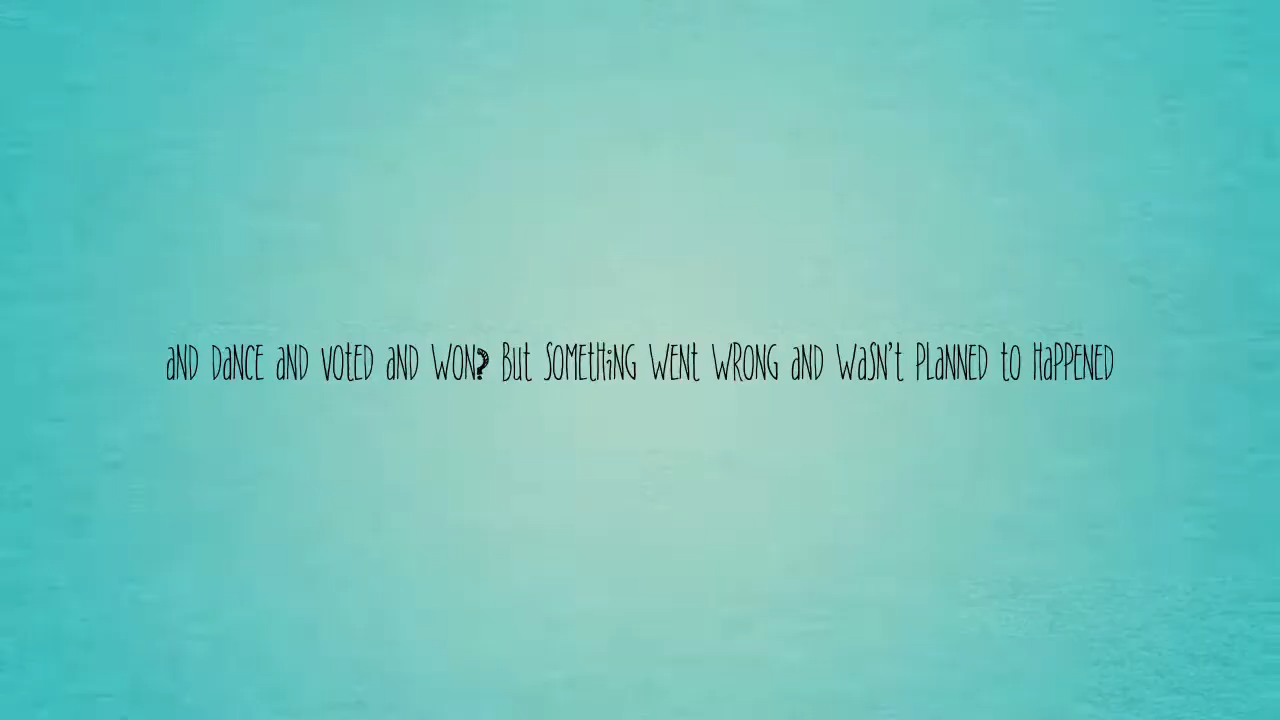 and dance and voted and won? But something went wrong and wasn't planned to happened